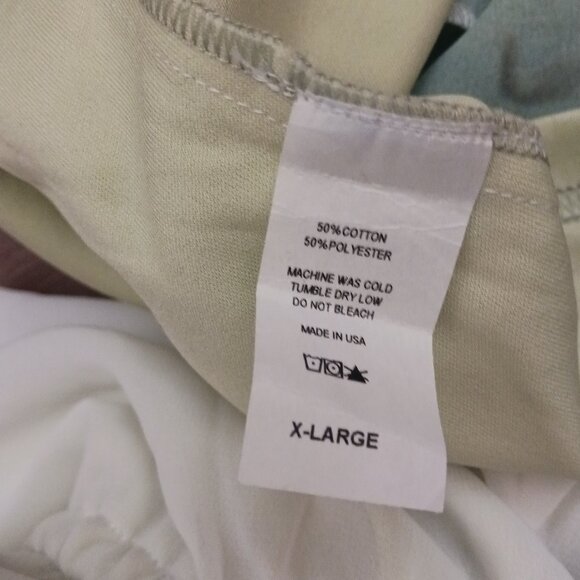 50%COTTON
50%POLYESTER
MACHINE WAS COLD
TUMBLE DRY LOW
DO NOT BLEACH
MADE IN USA
X-LARGE